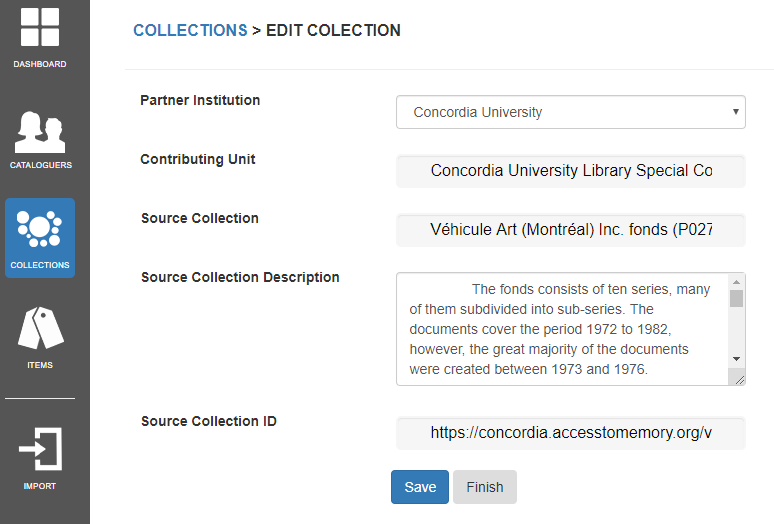 DASHBOARD
CATALOGUERS
COLLECTIONS
ITEMS
IMPORT
COLLECTIONS > EDIT COLECTION
Partner Institution
Concordia University
Contributing Unit
Concordia University Library Special Co
Source Collection
Véhicule Art (Montréal) Inc. fonds (P027
Source Collection Description
The fonds consists of ten series, many
of them subdivided into sub-series. The
documents cover the period 1972 to 1982,
however, the great majority of the documents
were created between 1973 and 1976.
Source Collection ID
https://concordia.accesstomemory.org/v
Save Finish